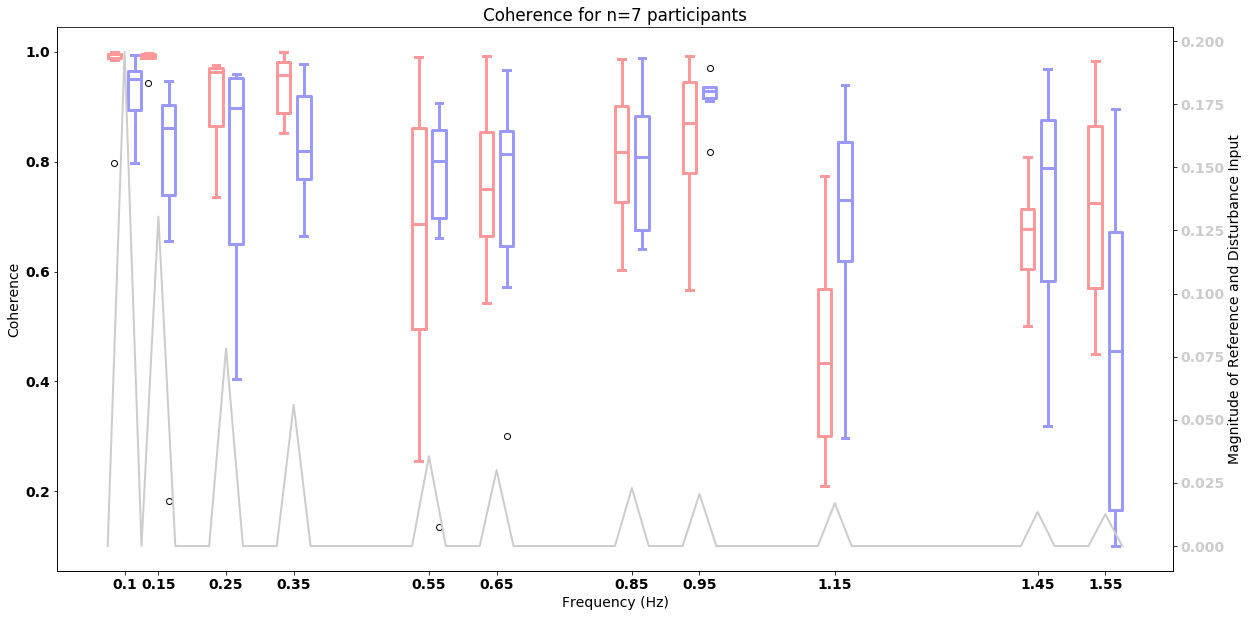 Coherence for n=7 participants
Coherence
1.0
0.8
0.6
0.4
0.2
0.200
0.175
0.150
0.125
0.100
0.075
0.050
0.025
0.000
Magnitude of Reference and Disturbance Input
0.1 0.15 0.25 0.35 0.55 0.65 0.85 0.95 1.15 1.45 1.55
Frequency (Hz)